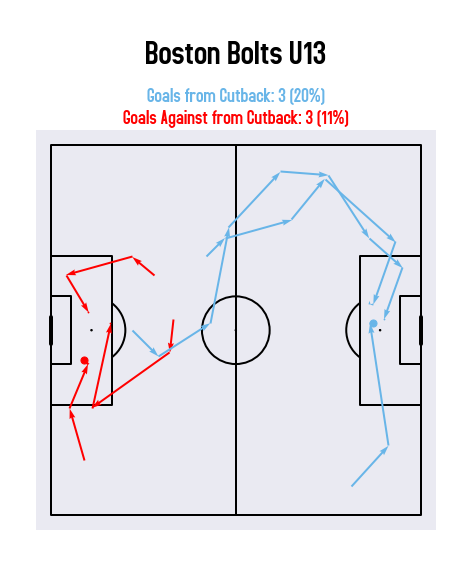 Boston Bolts U13
Goals from Cutback: 3 (20%)
Goals Against from Cutback: 3 (11%)